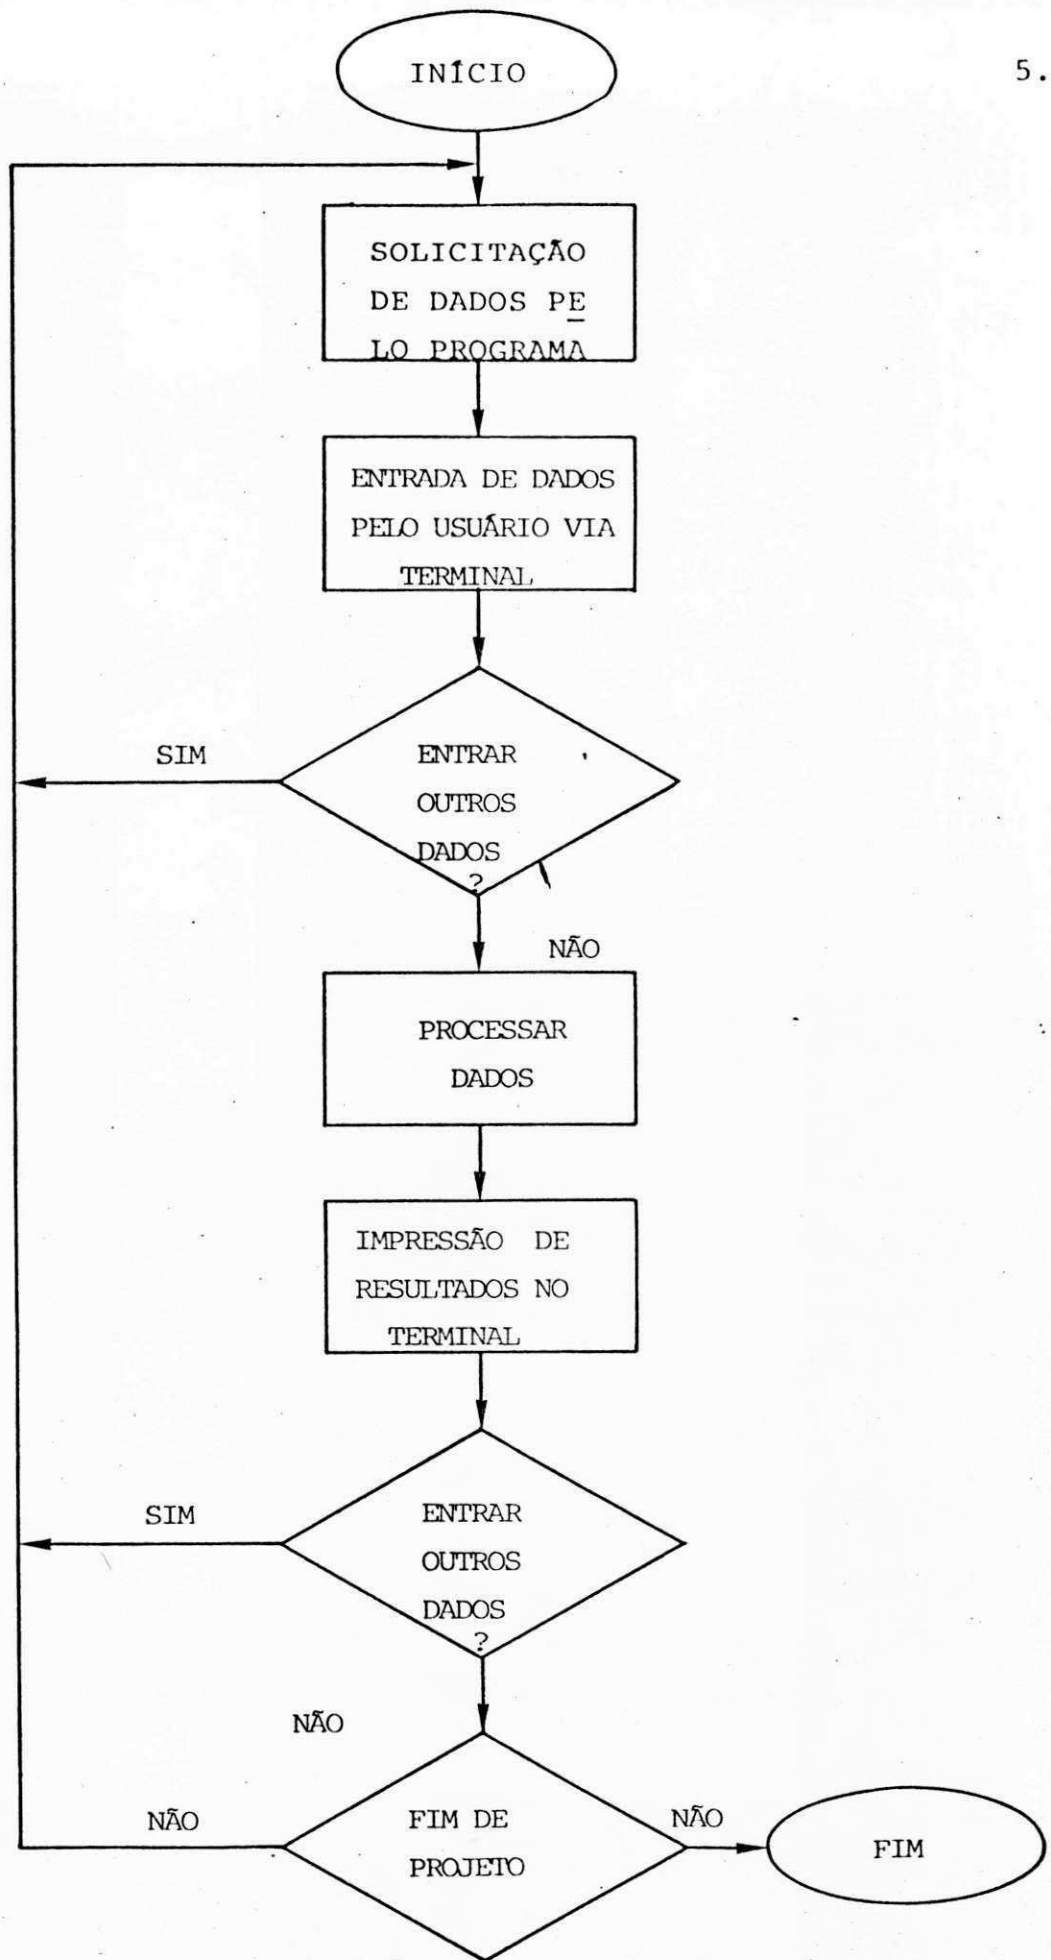 INÍCIO
5.
SOLICITAÇÃO
DE DADOS PE
LO PROGRAMA
ENTRADA DE DADOS
PELO USUÁRIO VIA
TERMINAL
SIM
ENTRAR
OUTROS
DADOS
?
NÃO
PROCESSAR
DADOS
IMPRESSÃO DE
RESULTADOS NO
TERMINAL
SIM
ENTRAR
OUTROS
DADOS
?
NÃO
NÃO
FIM DE
PROJETO
NÃO
FIM